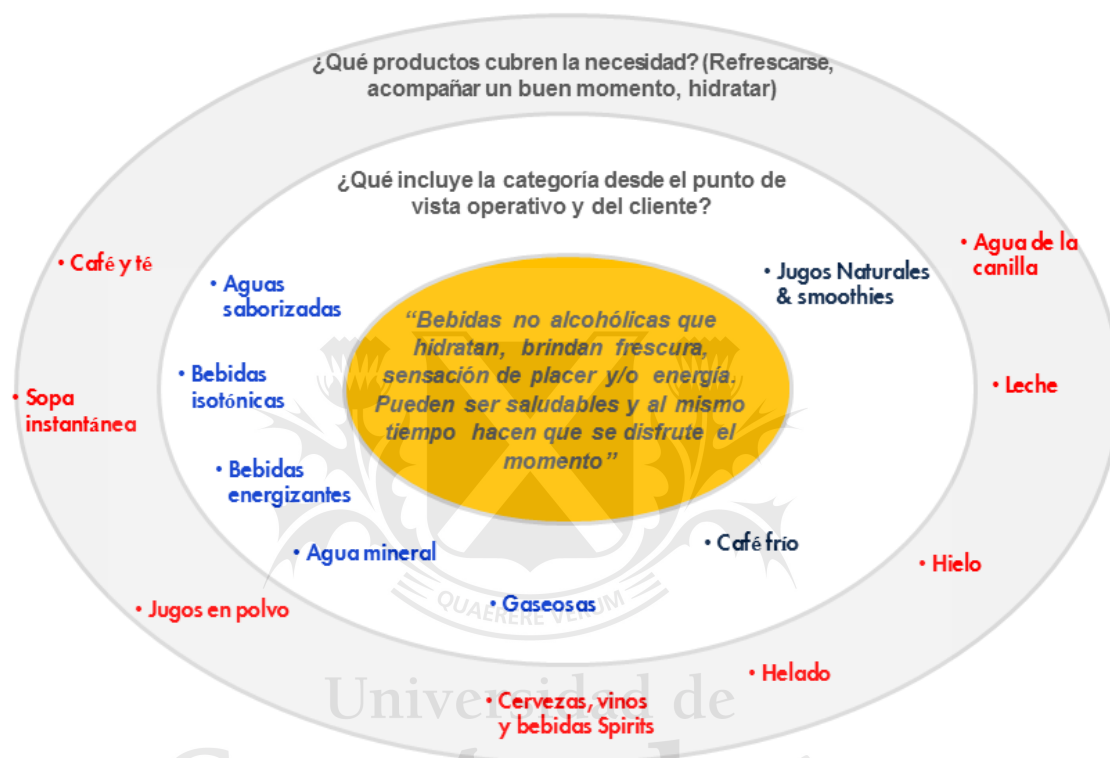 ¿Qué productos cubren la necesidad? (Refrescarse,
acompañar un buen momento, hidratar)
¿Qué incluye la categoría desde el punto de
vista operativo y del cliente?
• Café y té
• Aguas
saborizadas
• Jugos Naturales
& smoothies
• Agua de la
canilla
“Bebidas no alcohólicas que
hidratan, brindan frescura,
sensación de placer y/o energía.
Pueden ser saludables y al mismo
tiempo hacen que se disfrute el
momento”
• Bebidas
isotónicas
• Sopa
instantánea
• Leche
• Bebidas
energizantes
• Agua mineral
• Café frío
• Hielo
• Jugos en polvo
• Gaseosas
QUAERERE VERUM
• Helado
Universidad de
• Cervezas, vinos
y bebidas Spirits